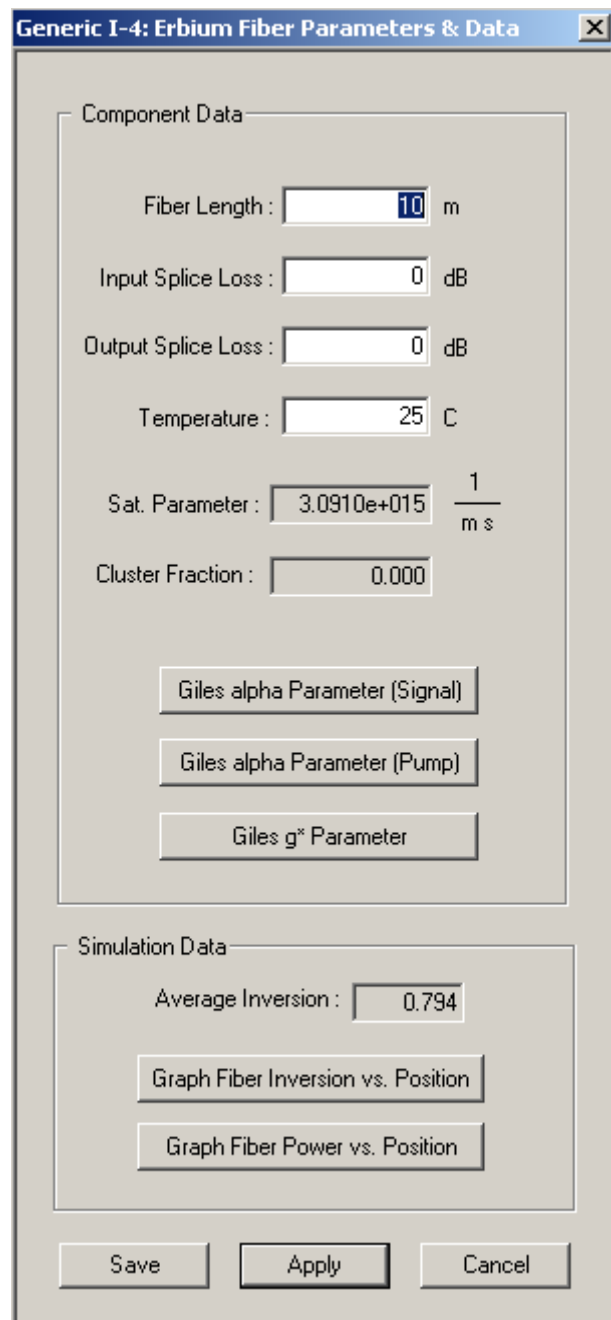 Generic I-4: Erbium Fiber Parameters & Data
Component Data
Fiber Length : 10 m
Input Splice Loss : 0 dB
Output Splice Loss : 0 dB
Temperature : 25 C
Sat. Parameter : 3.0910e+015 1
m s
Cluster Fraction : 0.000
Giles alpha Parameter (Signal)
Giles alpha Parameter (Pump)
Giles g* Parameter
Simulation Data
Average Inversion : 0.794
Graph Fiber Inversion vs. Position
Graph Fiber Power vs. Position
Save Apply Cancel